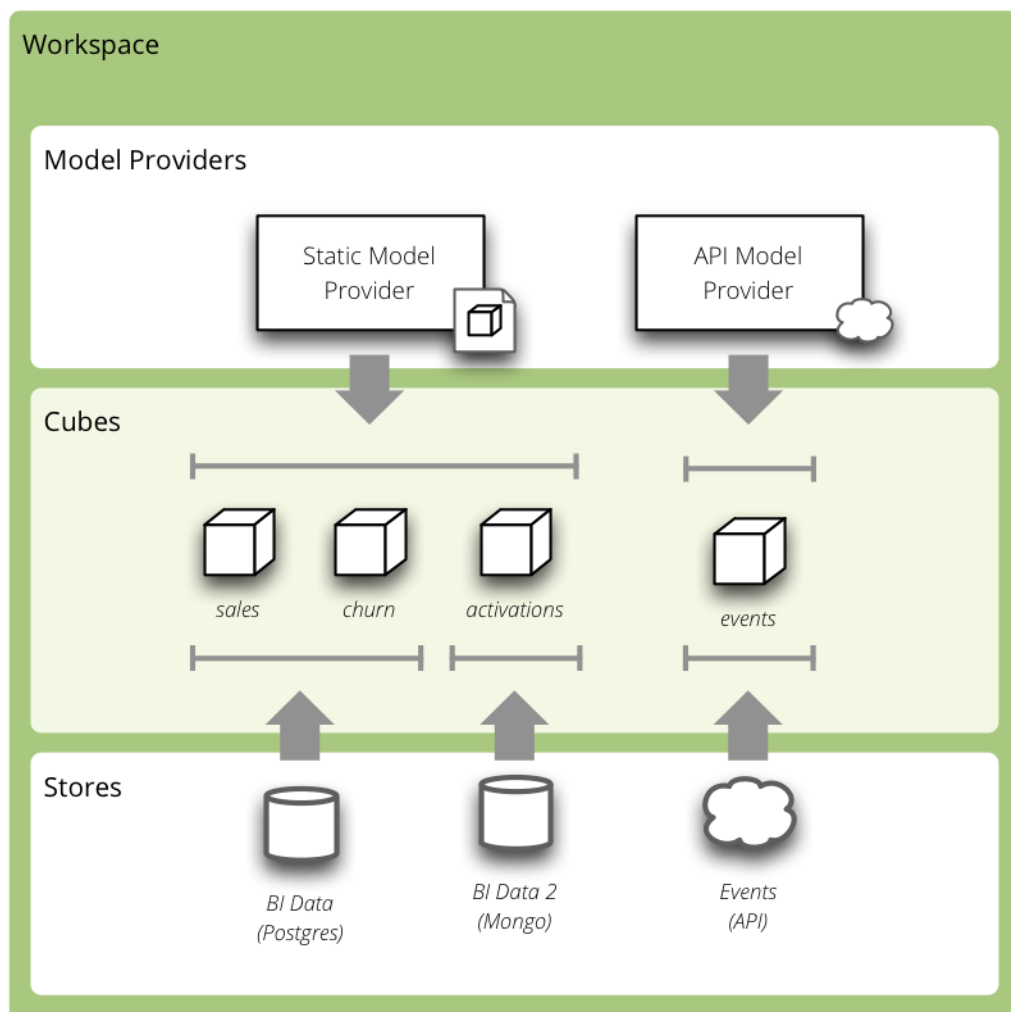 Workspace
Model Providers
Static Model
Provider
API Model
Provider
Cubes
sales
churn
activations
events
Stores
BI Data
(Postgres)
BI Data 2
(Mongo)
Events
(API)